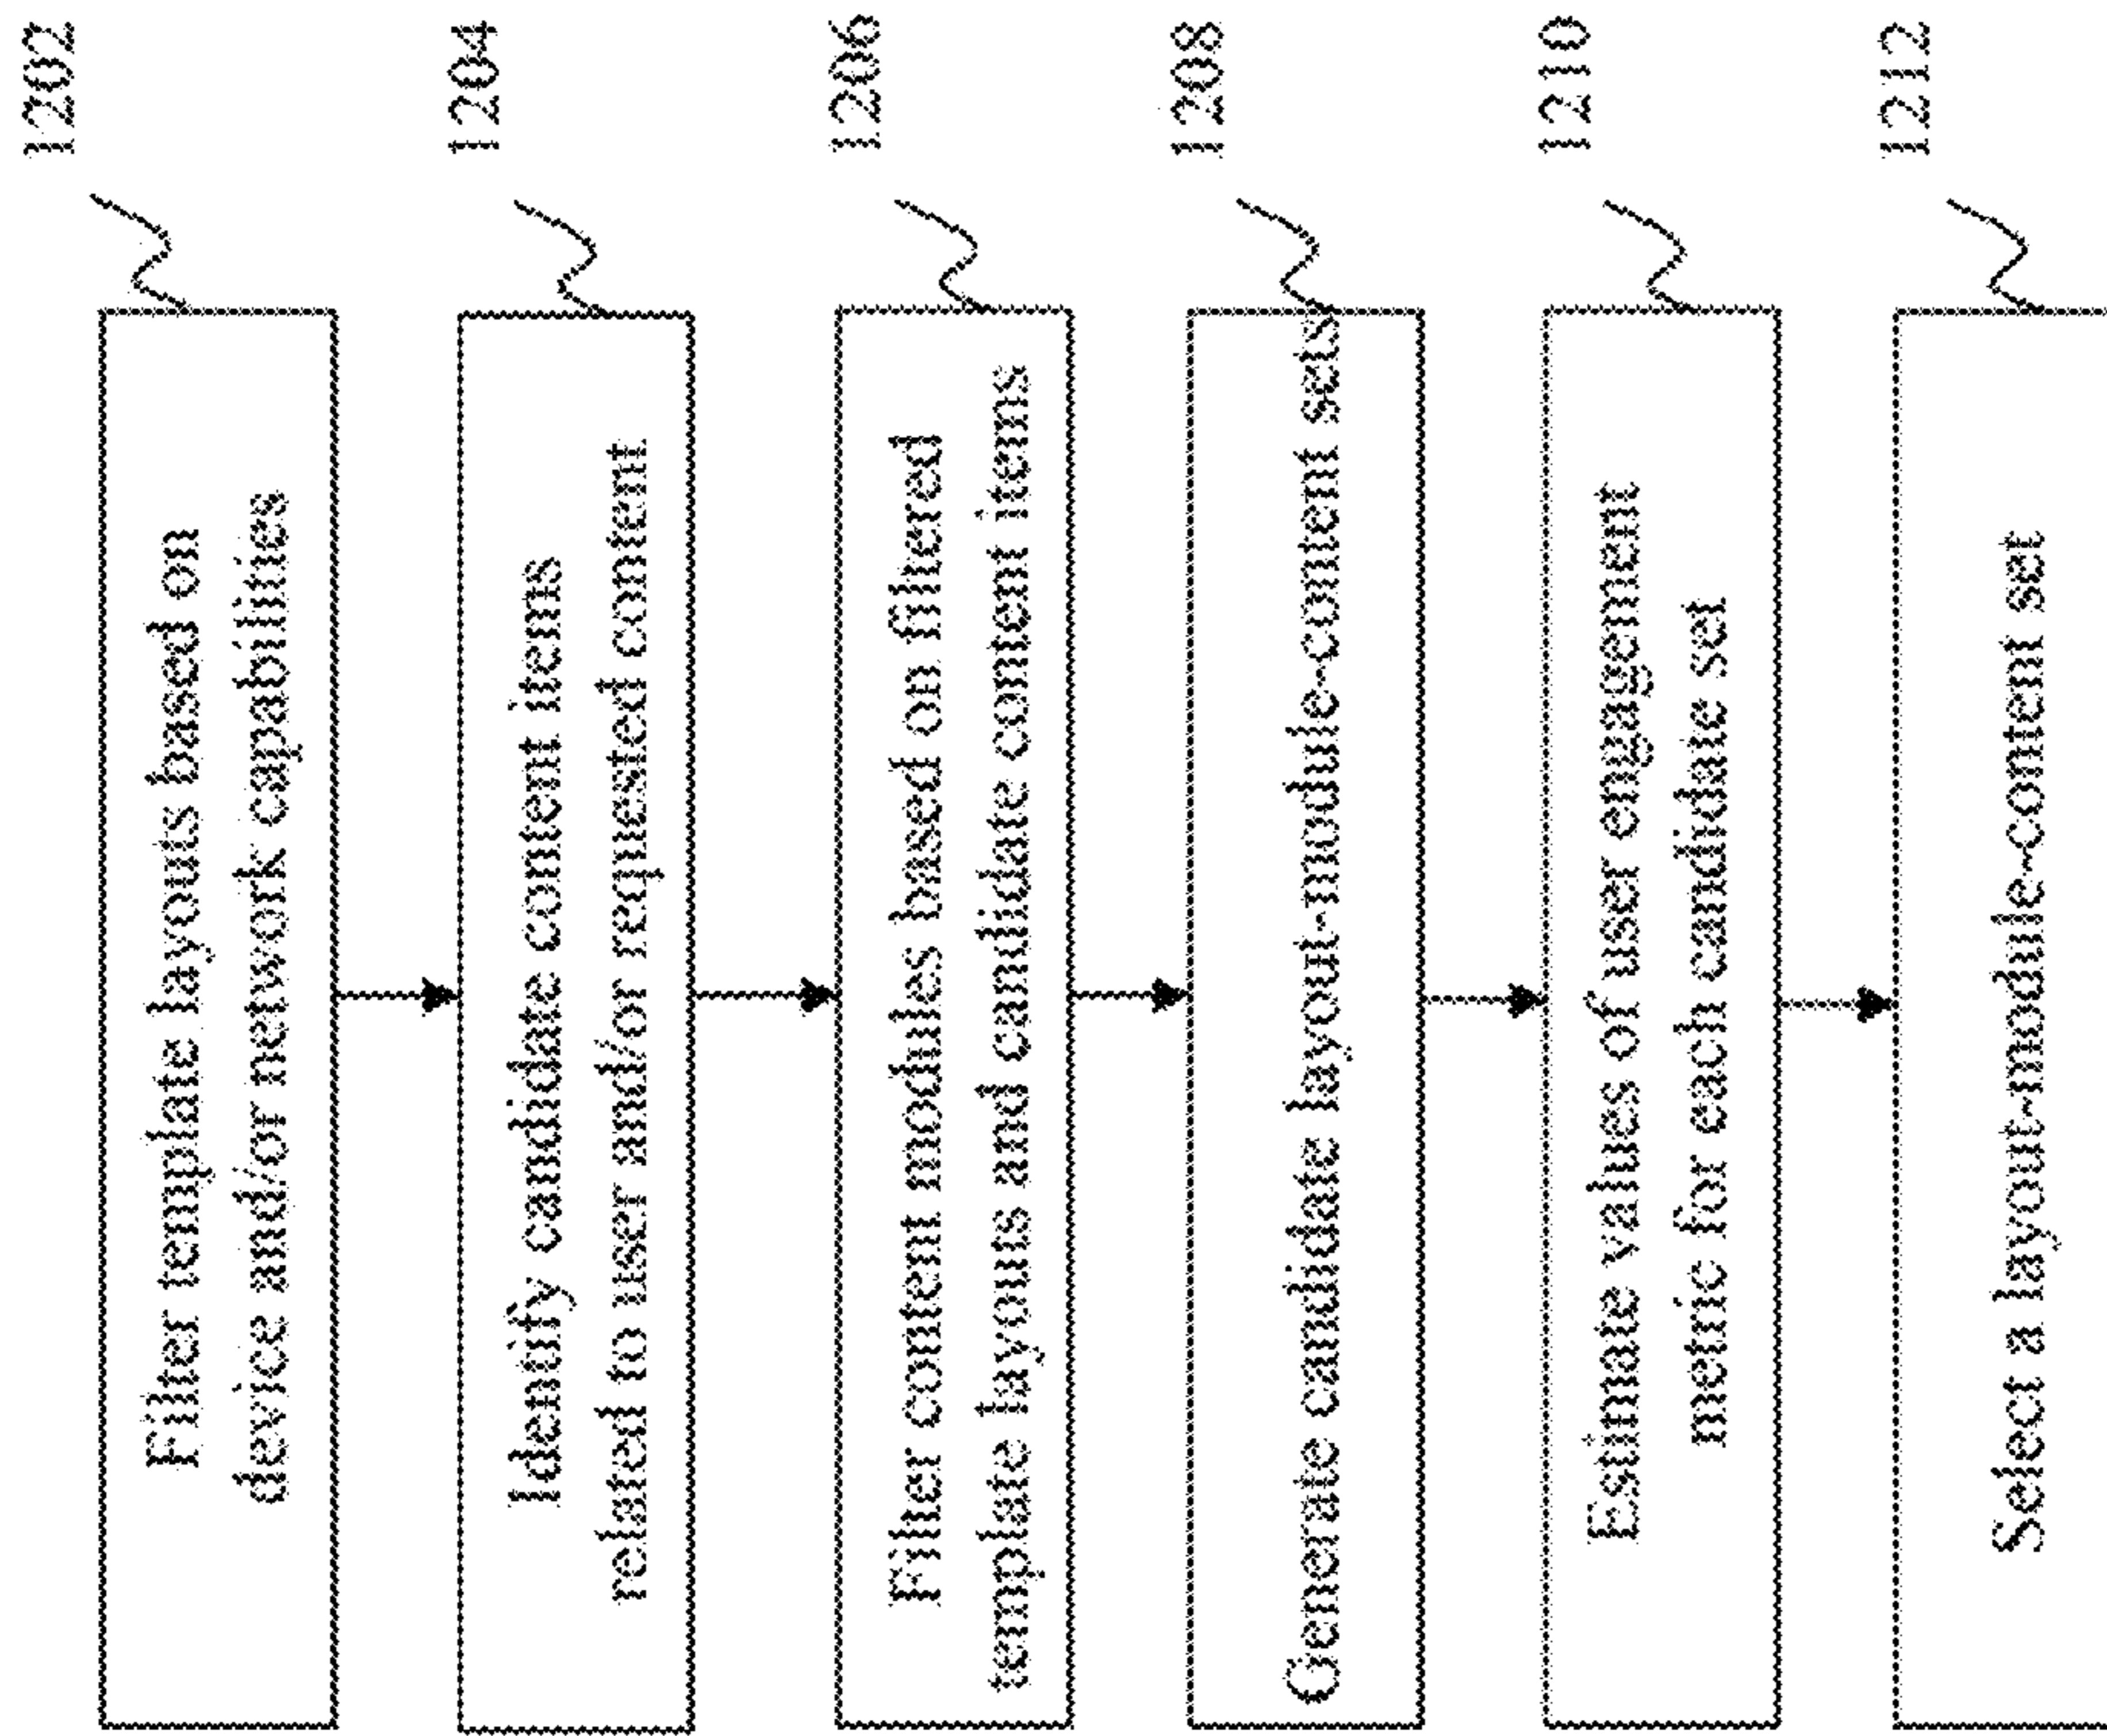 1202
Filter template layouts based on
device and/or network capabilities
1204
Identify candidate content items
related to user and/or requested content
1206
Filter content modules based on filtered
template layouts and candidate content items
1208
Generate candidate layout-module-content sets
1210
Estimate values of user engagement
metric for each candidate set
1212
Select a layout-module-content set